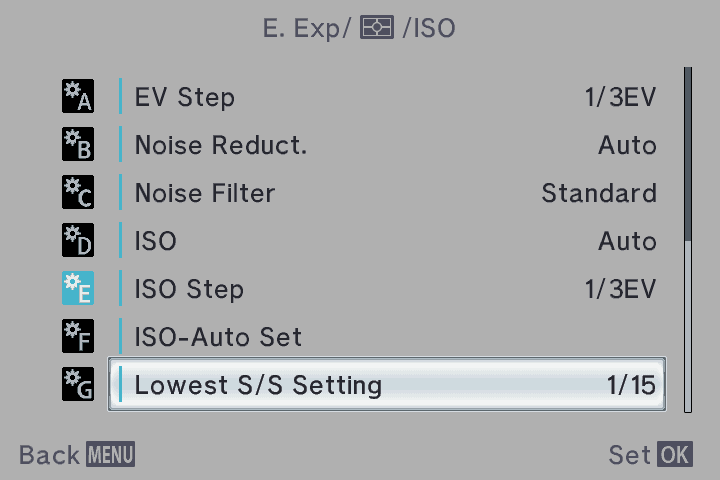 E. Exp/ /ISO
A EV Step 1/3EV
B Noise Reduct. Auto
C Noise Filter Standard
D ISO Auto
E ISO Step 1/3EV
F ISO-Auto Set
G Lowest S/S Setting 1/15
Back MENU Set OK